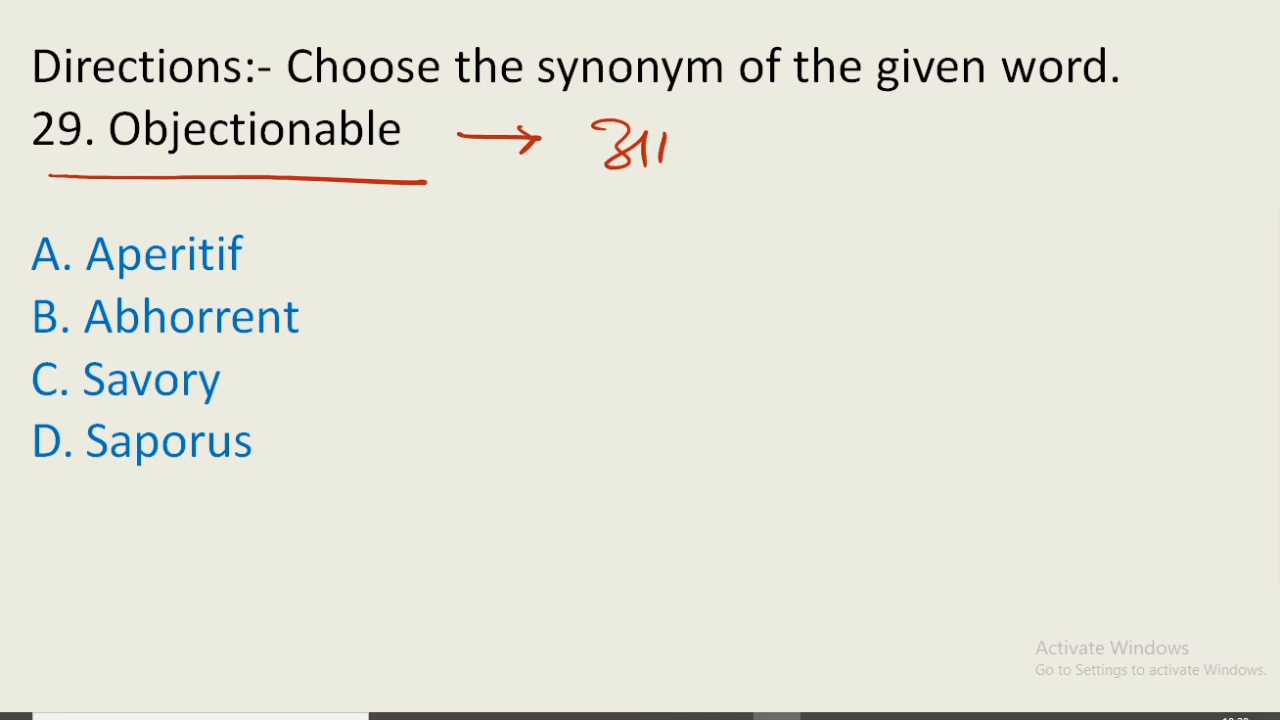 Directions:- Choose the synonym of the given word.
29. Objectionable → आ
A. Aperitif
B. Abhorrent
C. Savory
D. Saporus
Activate Windows
Go to Settings to activate Windows.